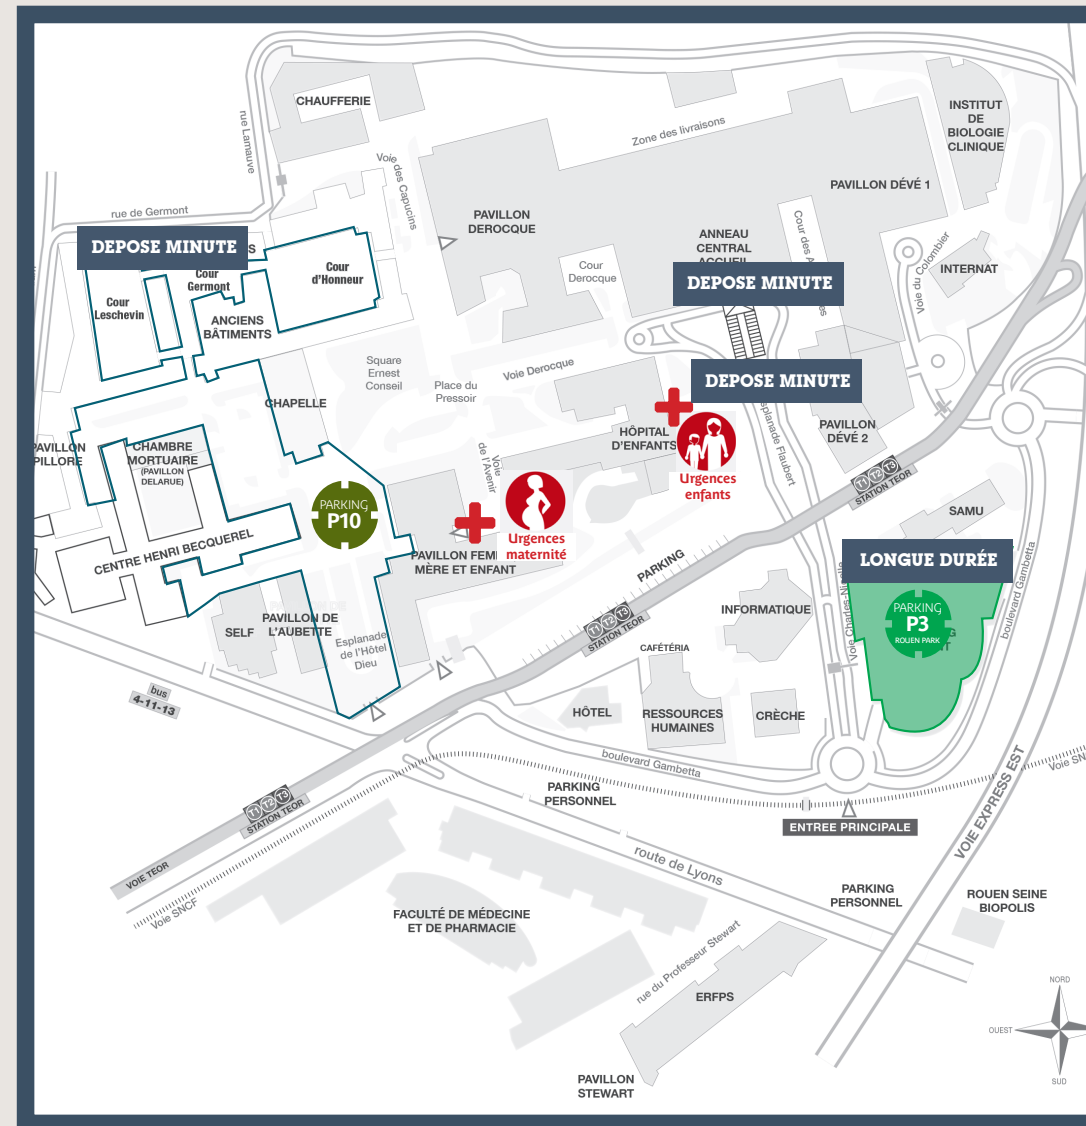 CHAUFFERIE
rue Lamauve
Voie des Capucins
Zone des livraisons
INSTITUT
DE
BIOLOGIE
CLINIQUE
rue de Germont
PAVILLON DÉVÉ 1
PAVILLON
DEROCQUE
DEPOSE MINUTE
Cour
Germont
Cour
d'Honneur
Cour
Leschevin
ANCIENS
BÂTIMENTS
ANNEAU
CENTRAL
ACCUEIL
Cour
Derocque
Voie du Colombier
INTERNAT
DEPOSE MINUTE
Square
Ernest
Conseil
Voie Derocque
Place du
Pressoir
DEPOSE MINUTE
CHAPELLE
HÔPITAL
D'ENFANTS
Esplanade Flaubert
PAVILLON
DÉVÉ 2
PAVILLON
PILLORE
CHAMBRE
MORTUAIRE
(PAVILLON
DELARUE)
Voie
de l'Avenir
Urgences
enfants
T1 T2 T3
STATION TEOR
PARKING
P10
SAMU
CENTRE HENRI BECQUEREL
Urgences
maternité
PAVILLON FEM
MÈRE ET ENFANT
PARKING
LONGUE DURÉE
boulevard Gambetta
SELF
PAVILLON DE
L'AUBETTE
Esplanade
de l'Hôtel
Dieu
T1 T2 T3
STATION TEOR
INFORMATIQUE
PARKING
P3
ROUEN PARK
CAFÉTÉRIA
bus
4-11-13
HÔTEL
RESSOURCES
HUMAINES
CRÈCHE
boulevard Gambetta
PARKING
PERSONNEL
T1 T2 T3
STATION TEOR
ENTREE PRINCIPALE
VOIE EXPRESS EST
VOIE TEOR
Voie SNCF
route de Lyons
PARKING
PERSONNEL
ROUEN SEINE
BIOPOLIS
FACULTÉ DE MÉDECINE
ET DE PHARMACIE
rue du Professeur Stewart
ERFPS
NORD
OUEST
SUD
PAVILLON
STEWART